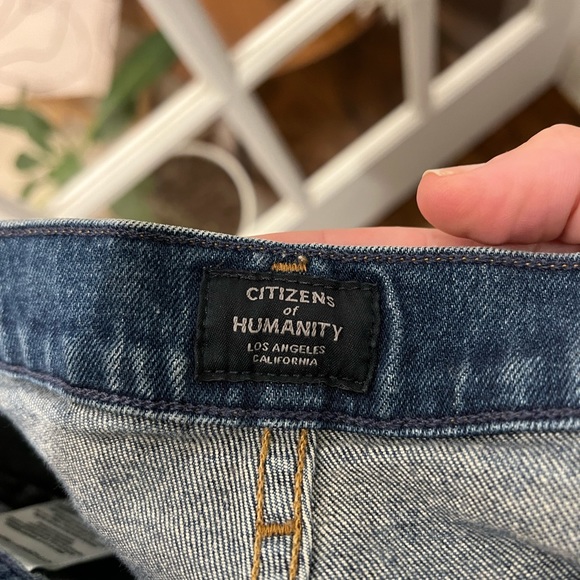 CITIZENS
of
HUMANITY
LOS ANGELES
CALIFORNIA